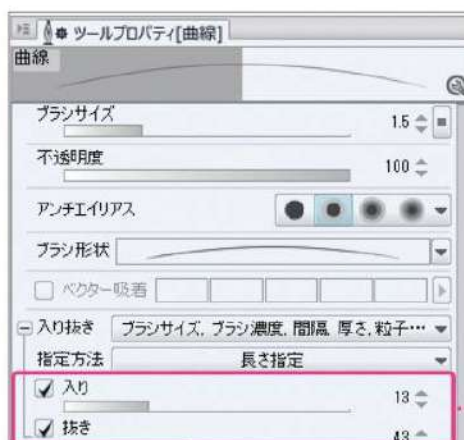 ツールプロパティ[曲線]
曲線
ブラシサイズ 1.5
不透明度 100
アンチエイリアス
ブラシ形状
ベクター吸着
入り抜き ブラシサイズ, ブラシ濃度, 間隔, 厚さ, 粒子…
指定方法 長さ指定
入り 13
抜き 43